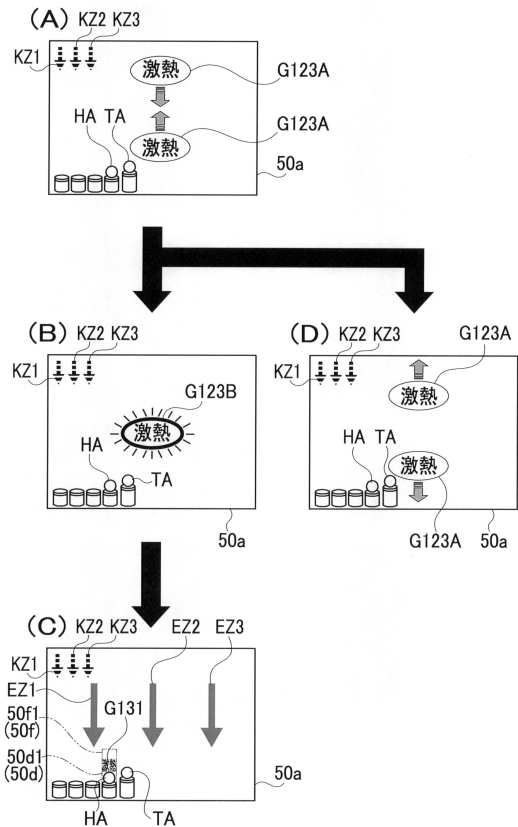 (A)
KZ2 KZ3
KZ1
激熱
G123A
HA TA
激熱
G123A
50a
(B)
KZ2 KZ3
KZ1
G123B
激熱
HA
TA
50a
(D)
KZ2 KZ3
G123A
KZ1
激熱
HA TA
激熱
G123A
50a
(C)
KZ2 KZ3
EZ2
EZ3
KZ1
EZ1
G131
50f1
(50f)
激熱
50d1
(50d)
50a
HA
TA